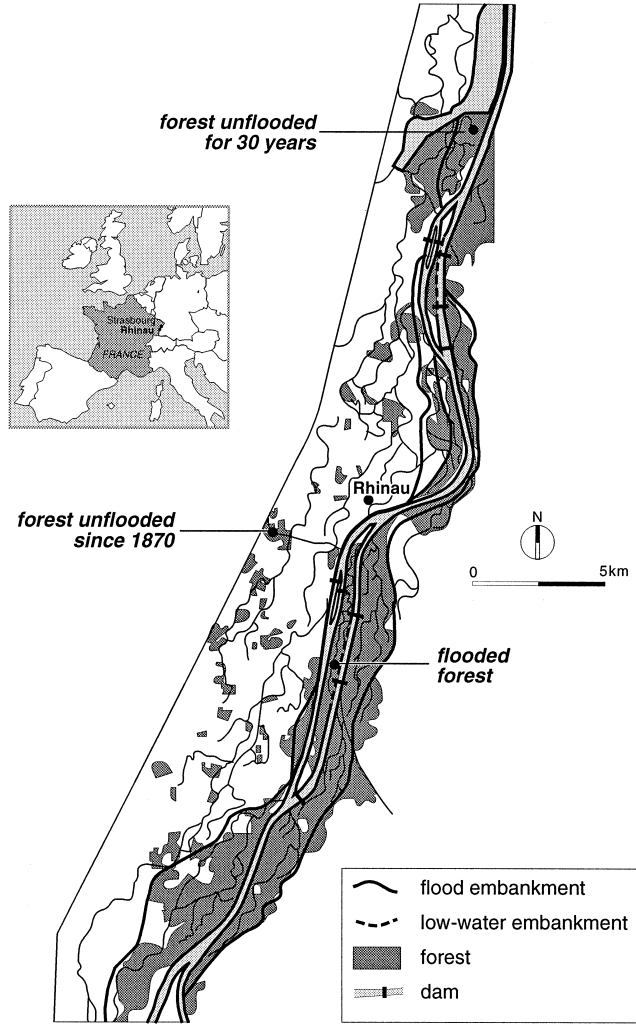 forest unflooded
for 30 years
Strasbourg
Rhinau
FRANCE
Rhinau
forest unflooded
since 1870
N
0 5km
flooded
forest
flood embankment
low-water embankment
forest
dam